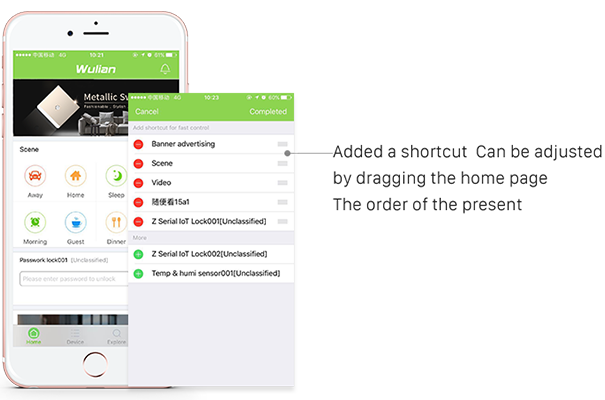 中国移动 4G 10:21 61%
Wulian
Metallic Sw
Fashionable , Stylish
Scene
Away Home Sleep
Morning Guest Dinner
Passwork lock001 [Unclassified]
Please enter password to unlock
Home Device Explore
中国移动 4G 10:23 60%
Cancel Completed
Add shortcut for fast control
Banner advertising
Scene
Video
随便看15a1
Z Serial IoT Lock001[Unclassified]
More
Z Serial IoT Lock002[Unclassified]
Temp & humi sensor001[Unclassified]
Added a shortcut Can be adjusted
by dragging the home page
The order of the present